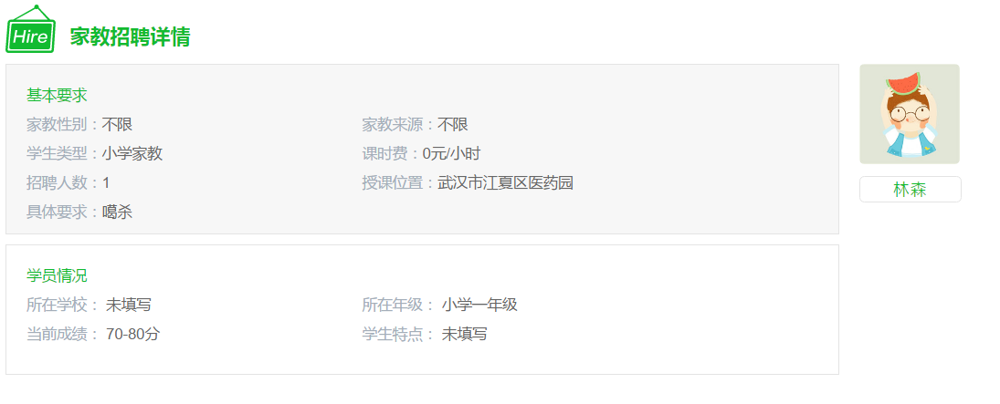 Hire 家教招聘详情
基本要求
家教性别：不限 家教来源：不限
学生类型：小学家教 课时费：0元/小时
招聘人数：1 授课位置：武汉市江夏区医药园
具体要求：噶杀
林森
学员情况
所在学校： 未填写 所在年级： 小学一年级
当前成绩： 70-80分 学生特点： 未填写